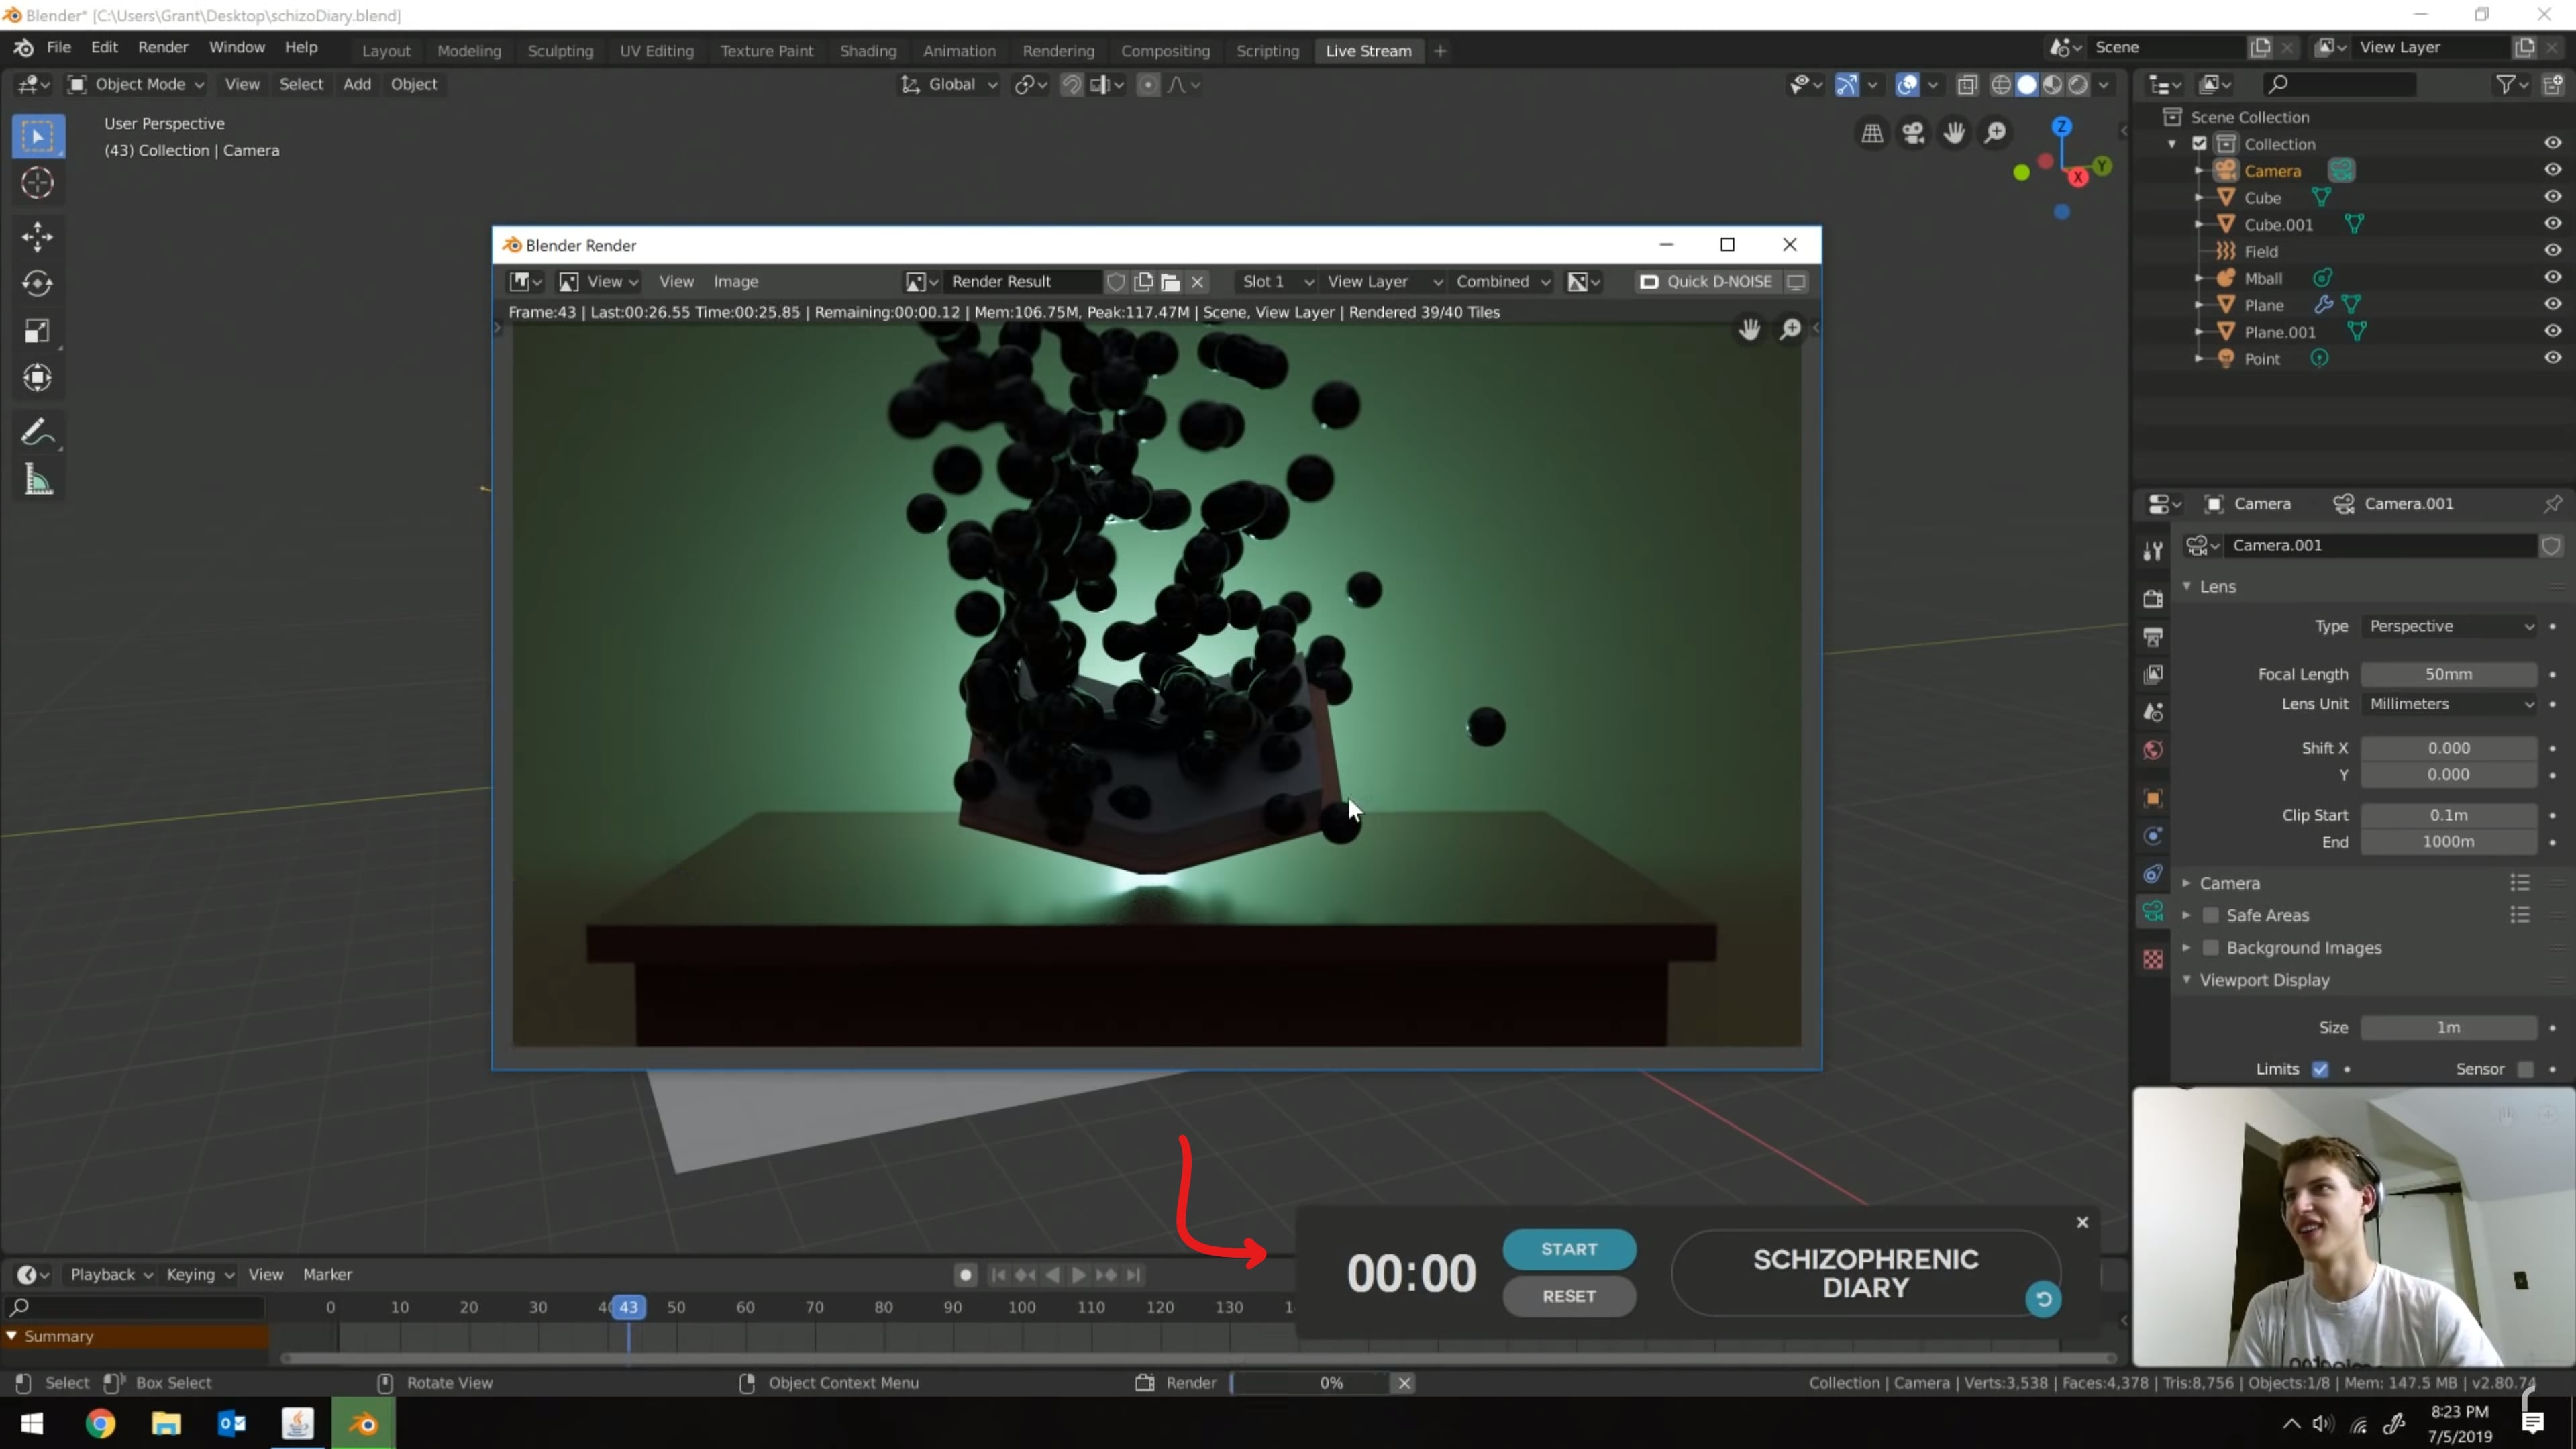 Blender* [C:\Users\Grant\Desktop\schizoDiary.blend]
File Edit Render Window Help Layout Modeling Sculpting UV Editing Texture Paint Shading Animation Rendering Compositing Scripting Live Stream + Scene View Layer
Object Mode View Select Add Object Global
User Perspective
(43) Collection | Camera
Z
Y
X
Scene Collection
Collection
Camera
Cube
Cube.001
Field
Mball
Plane
Plane.001
Point
Blender Render
View View Image Render Result Slot 1 View Layer Combined Quick D-NOISE
Frame:43 | Last:00:26.55 Time:00:25.85 | Remaining:00:00.12 | Mem:106.75M, Peak:117.47M | Scene, View Layer | Rendered 39/40 Tiles
Camera Camera.001
Camera.001
Lens
Type Perspective
Focal Length 50mm
Lens Unit Millimeters
Shift X 0.000
Y 0.000
Clip Start 0.1m
End 1000m
Camera
Safe Areas
Background Images
Viewport Display
Size 1m
Limits Sensor
00:00
START
RESET
SCHIZOPHRENIC
DIARY
Playback Keying View Marker
0 10 20 30 43 50 60 70 80 90 100 110 120 130
Summary
Select Box Select Rotate View Object Context Menu Render 0%
Collection | Camera | Verts:3,538 | Faces:4,378 | Tris:8,756 | Objects:1/8 | Mem: 147.5 MB | v2.80.74
8:23 PM
7/5/2019